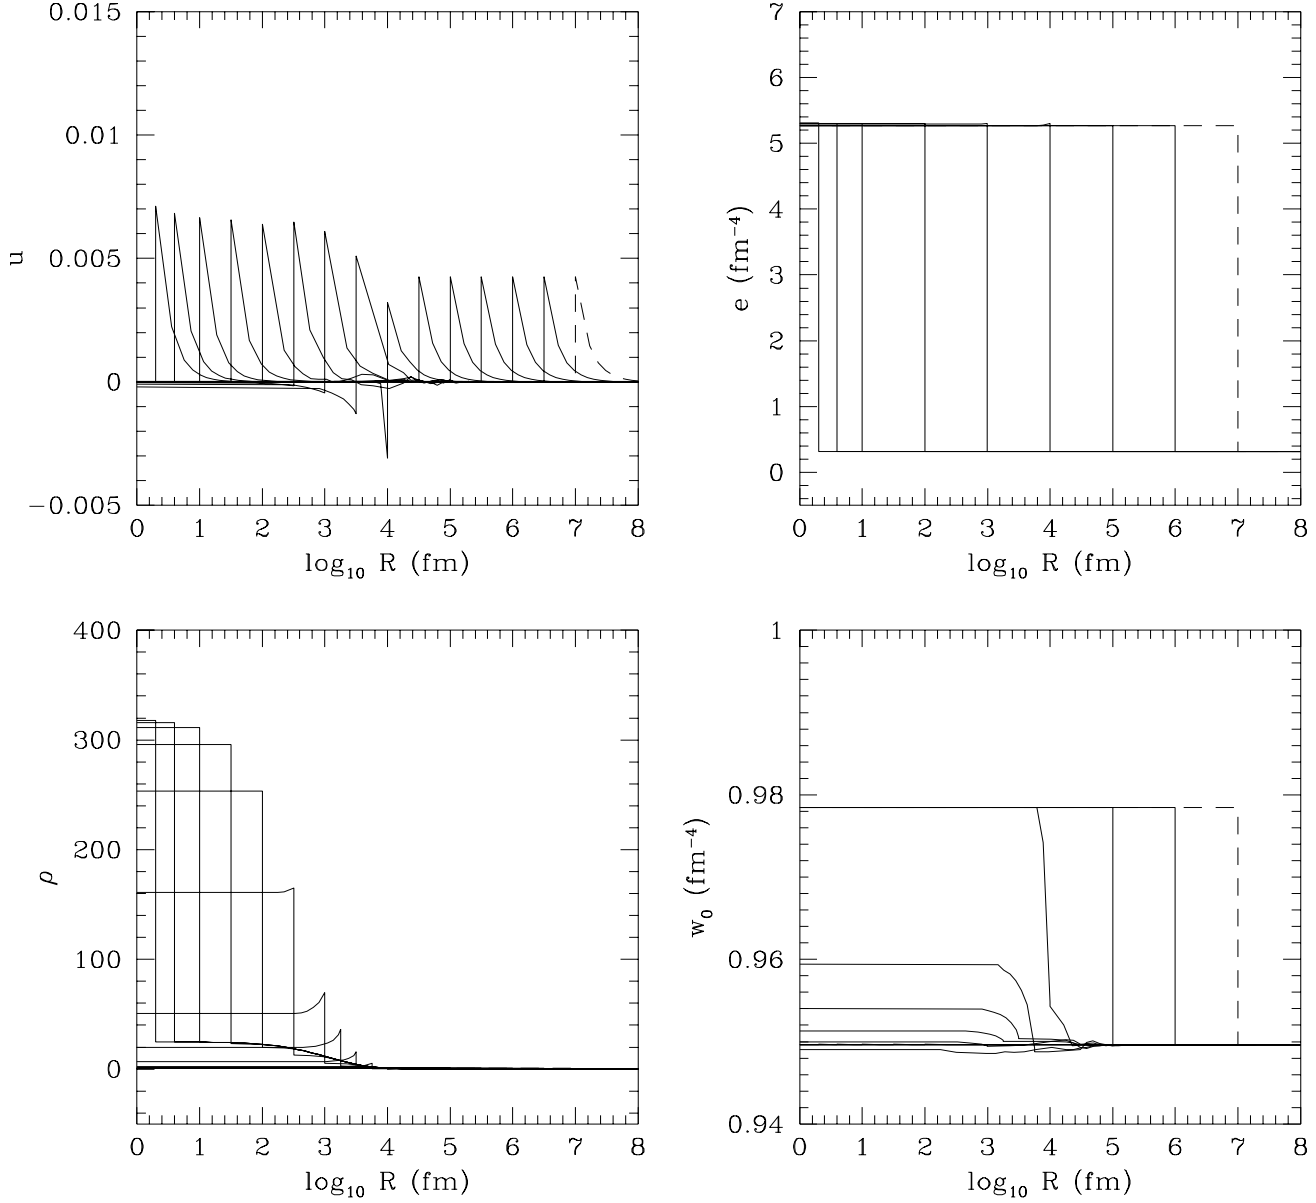 0.015
0.01
0.005
0
−0.005
u
0 1 2 3 4 5 6 7 8
log₁₀ R (fm)
7
6
5
4
3
2
1
0
e (fm⁻⁴)
0 1 2 3 4 5 6 7 8
log₁₀ R (fm)
400
300
200
100
0
ρ
0 1 2 3 4 5 6 7 8
log₁₀ R (fm)
1
0.98
0.96
0.94
w₀ (fm⁻⁴)
0 1 2 3 4 5 6 7 8
log₁₀ R (fm)